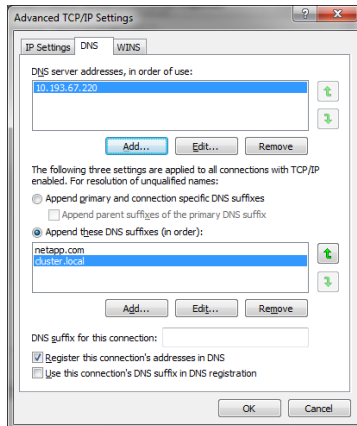 Advanced TCP/IP Settings
IP Settings DNS WINS
DNS server addresses, in order of use:
10.193.67.220
Add... Edit... Remove
The following three settings are applied to all connections with TCP/IP
enabled. For resolution of unqualified names:
Append primary and connection specific DNS suffixes
Append parent suffixes of the primary DNS suffix
Append these DNS suffixes (in order):
netapp.com
cluster.local
Add... Edit... Remove
DNS suffix for this connection:
Register this connection's addresses in DNS
Use this connection's DNS suffix in DNS registration
OK Cancel